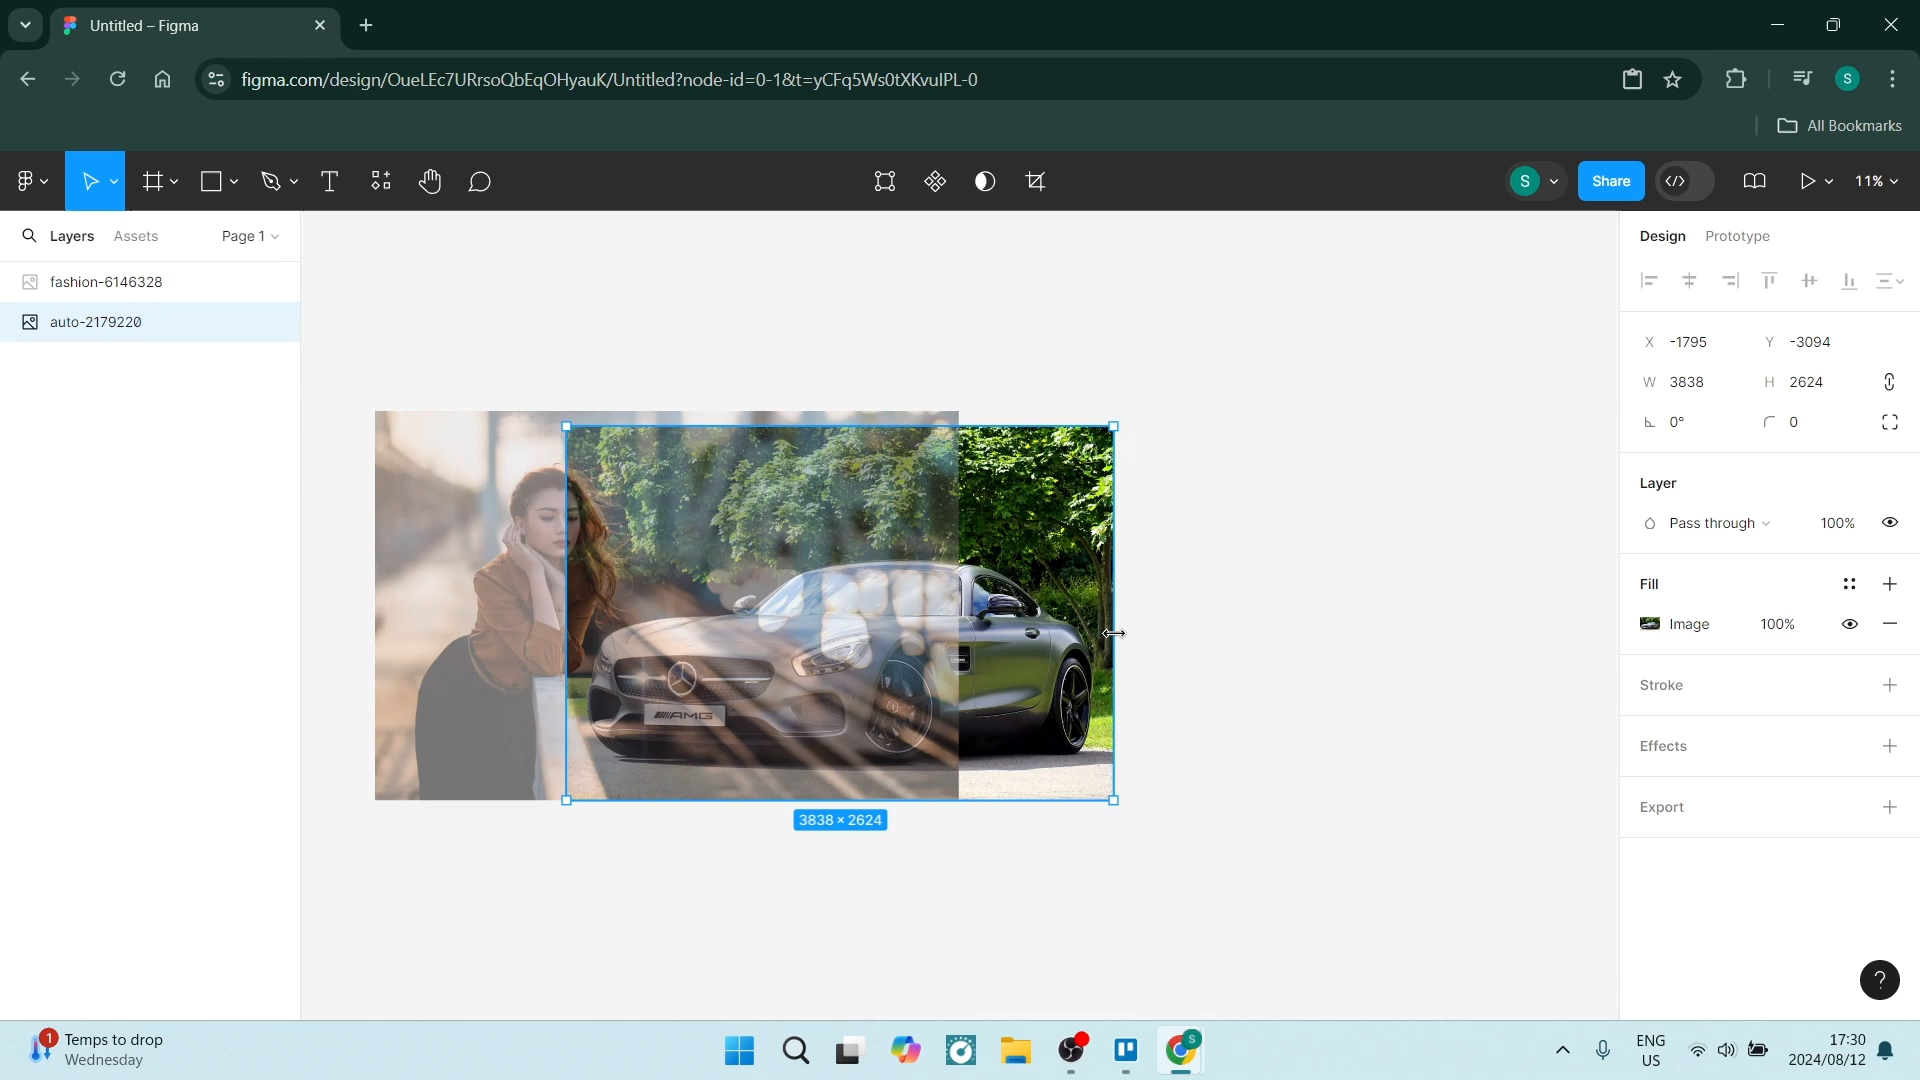 Untitled – Figma
figma.com/design/OueLEc7URrsoQbEqOHyauK/Untitled?node-id=0-1&t=yCFq5Ws0tXKvuIPL-0
S
All Bookmarks
S
Share
11%
Layers
Assets
Page 1
fashion-6146328
auto-2179220
AMG
3838 × 2624
Design
Prototype
X -1795
Y -3094
W 3838
H 2624
0°
0
Layer
Pass through
100%
Fill
Image
100%
Stroke
Effects
Export
?
1
Temps to drop
Wednesday
S
ENG
US
17:30
2024/08/12